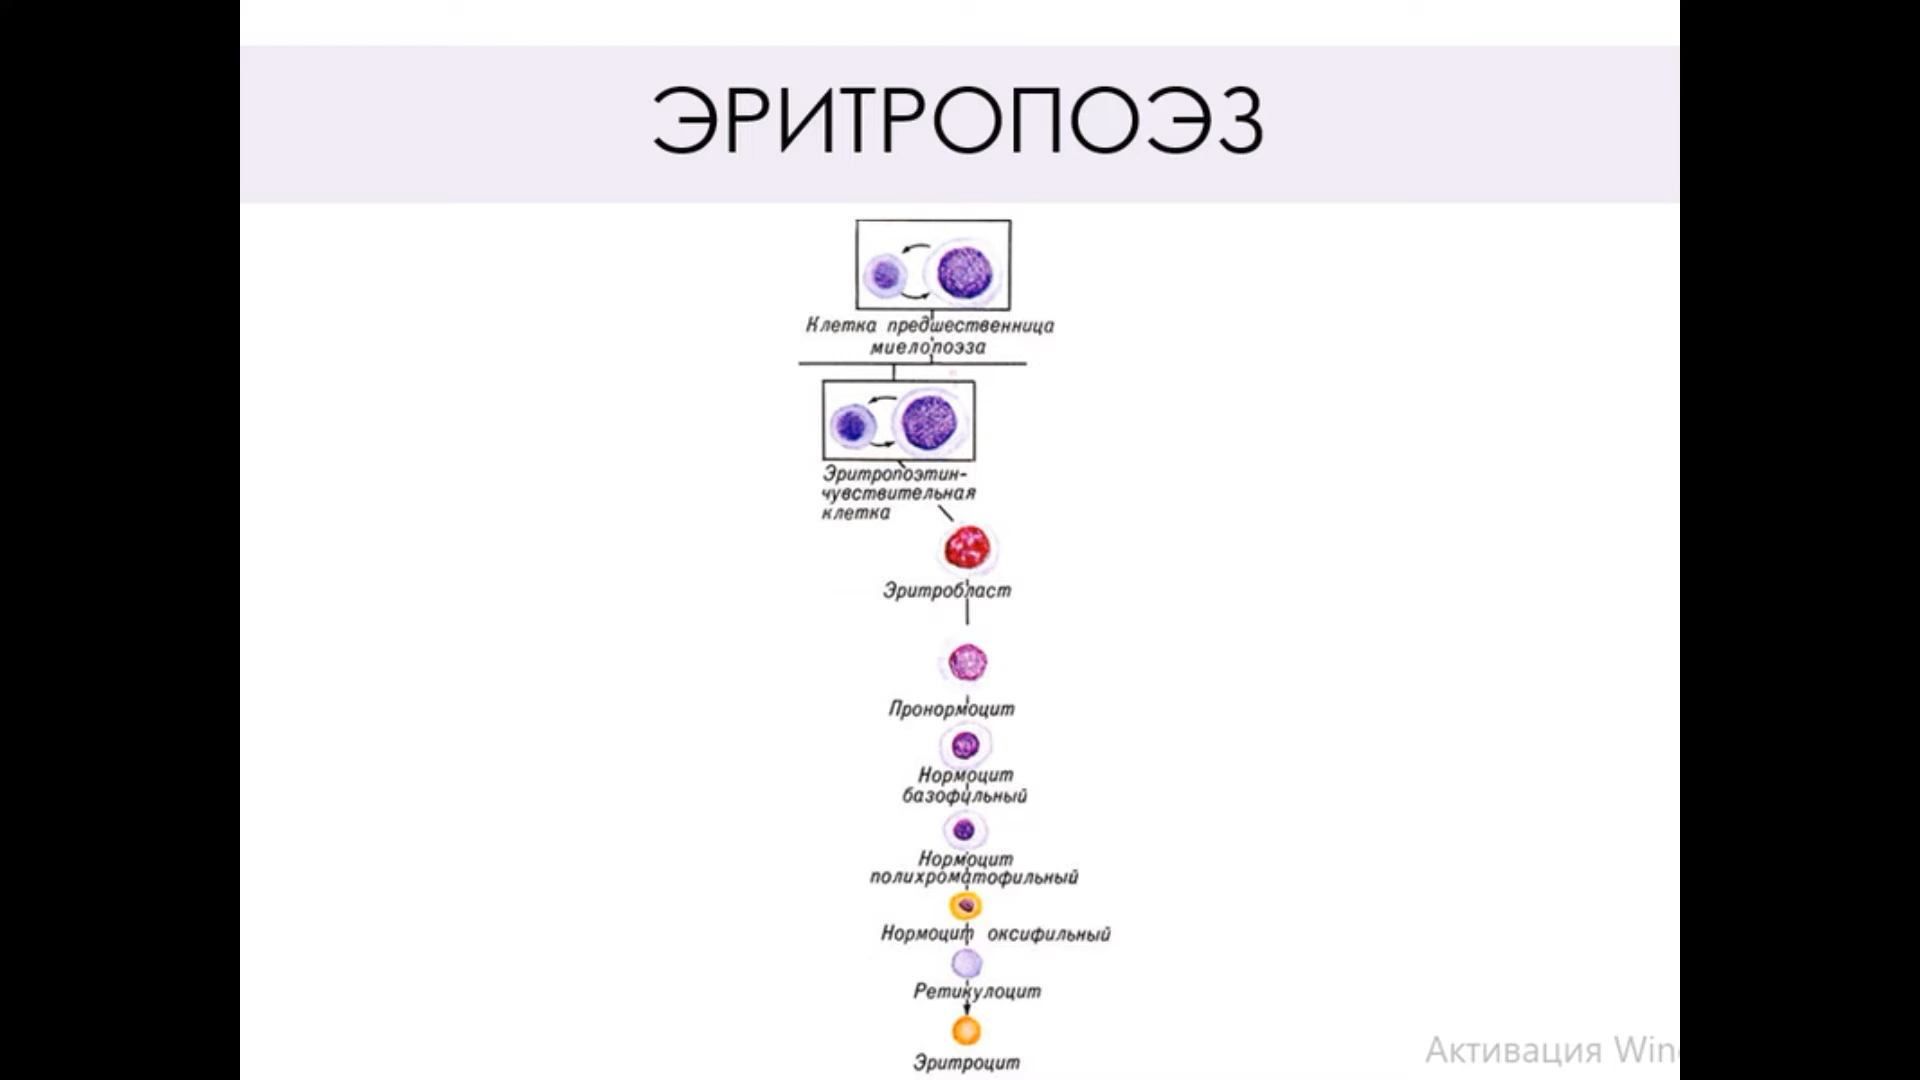 ЭРИТРОПОЭЗ
Клетка предшественница
миелопоэза
Эритропоэтин-
чувствительная
клетка
Эритробласт
Пронормоцит
Нормоцит
базофильный
Нормоцит
полихроматофильный
Нормоцит оксифильный
Ретикулоцит
Эритроцит
Активация Win